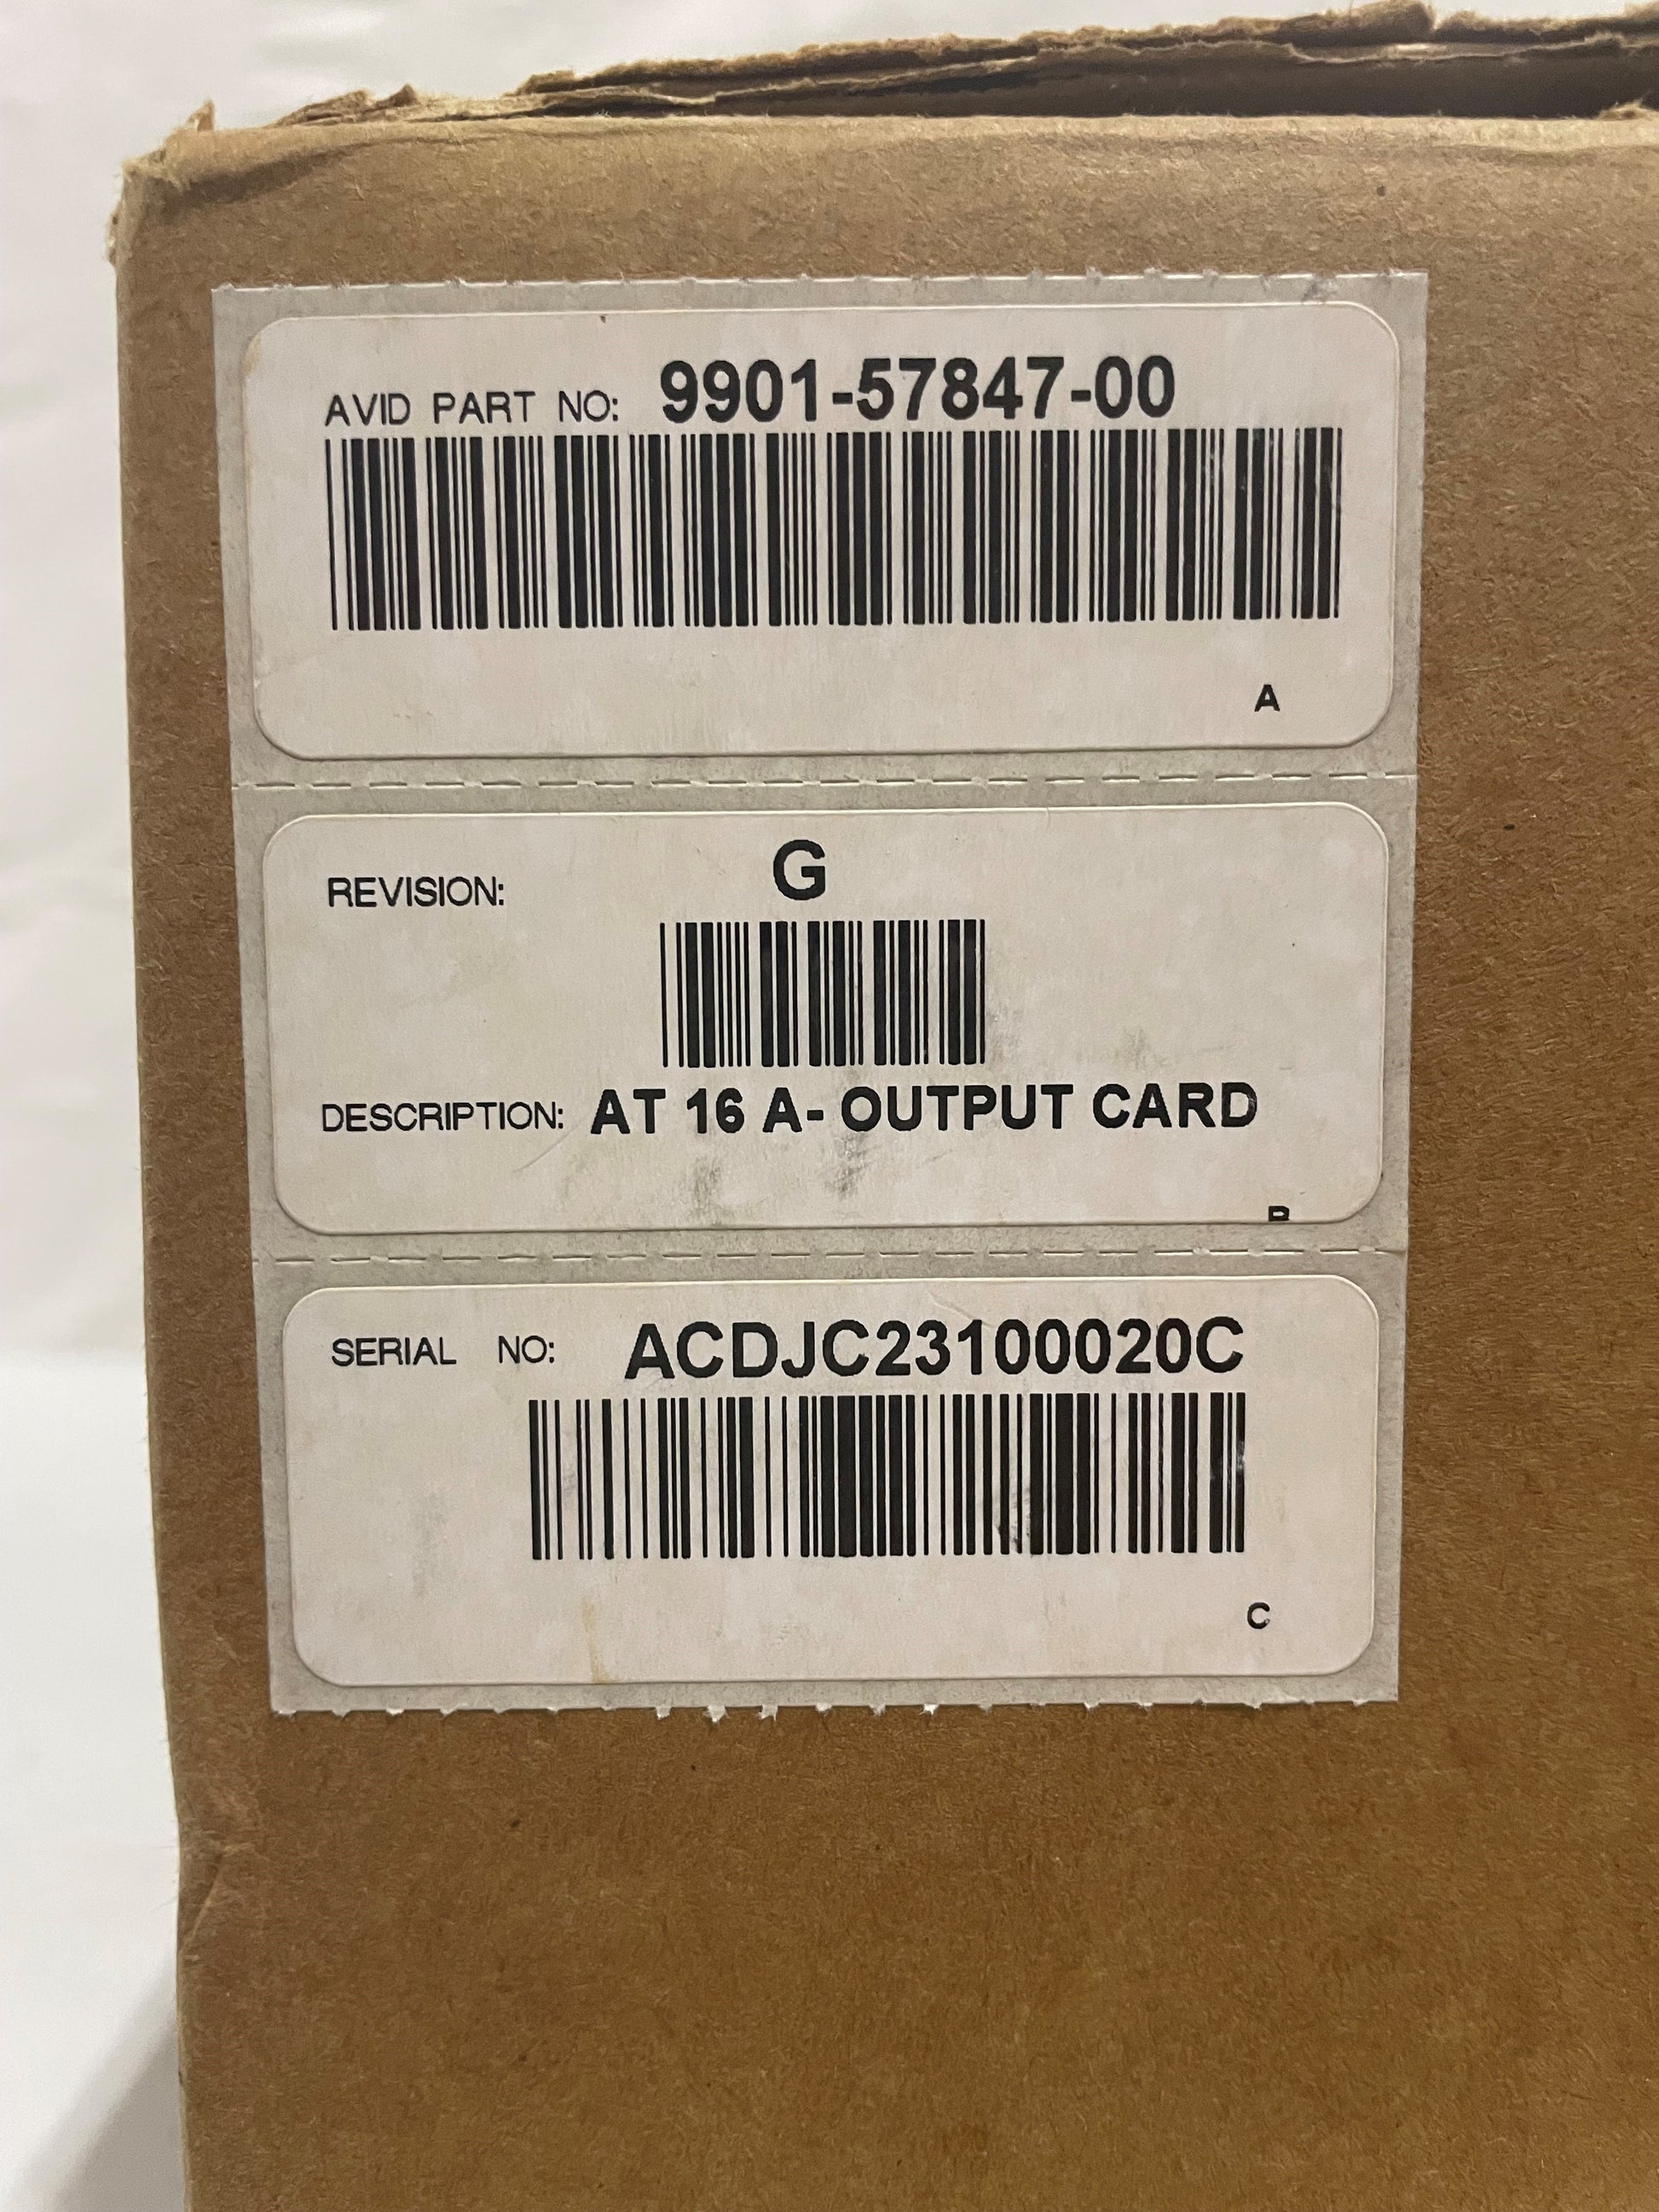 AVID PART NO: 9901-57847-00
A
REVISION: G
DESCRIPTION: AT 16 A- OUTPUT CARD
B
SERIAL NO: ACDJC23100020C
C